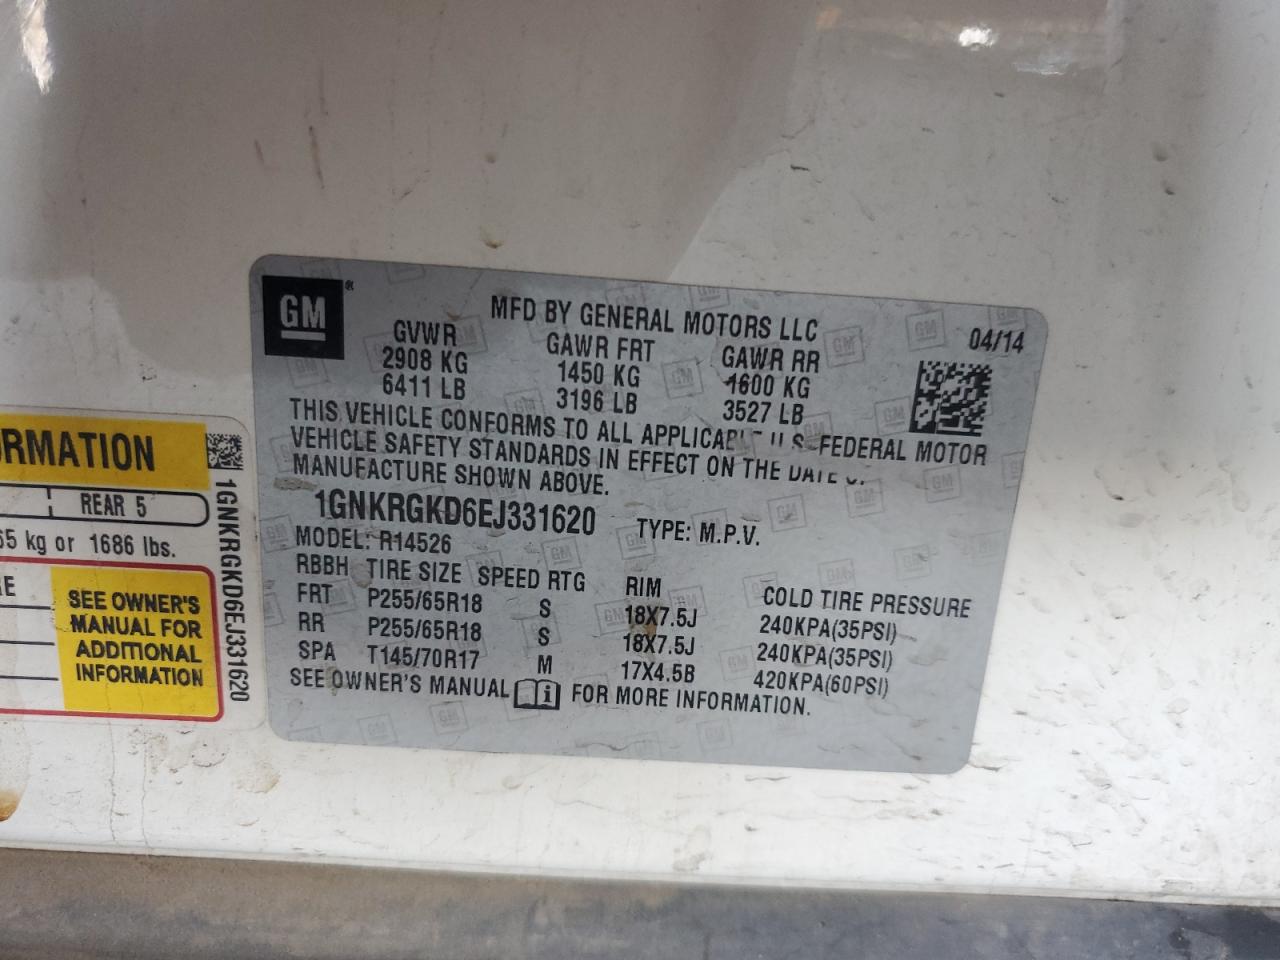 GM
®
MFD BY GENERAL MOTORS LLC
04/14
GVWR GAWR FRT GAWR RR
2908 KG 1450 KG 1600 KG
6411 LB 3196 LB 3527 LB
THIS VEHICLE CONFORMS TO ALL APPLICABLE U.S. FEDERAL MOTOR
VEHICLE SAFETY STANDARDS IN EFFECT ON THE DATE
MANUFACTURE SHOWN ABOVE.
1GNKRGKD6EJ331620 TYPE: M.P.V.
MODEL: R14526
RBBH TIRE SIZE SPEED RTG RIM COLD TIRE PRESSURE
FRT P255/65R18 S 18X7.5J 240KPA(35PSI)
RR P255/65R18 S 18X7.5J 240KPA(35PSI)
SPA T145/70R17 M 17X4.5B 420KPA(60PSI)
SEE OWNER'S MANUAL i FOR MORE INFORMATION.
RMATION
REAR 5
65 kg or 1686 lbs.
RE
SEE OWNER'S
MANUAL FOR
ADDITIONAL
INFORMATION
1GNKRGKD6EJ331620